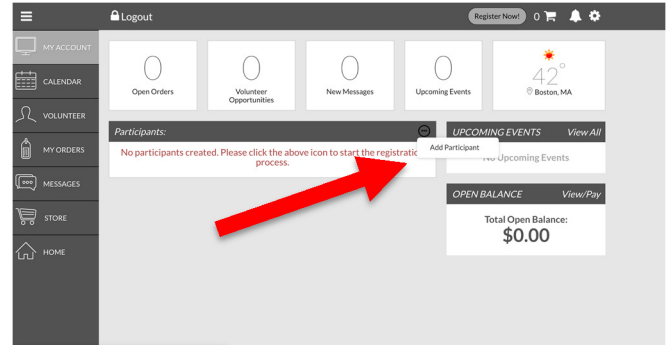 Logout
Register Now!
0
MY ACCOUNT
CALENDAR
VOLUNTEER
MY ORDERS
MESSAGES
STORE
HOME
0
Open Orders
0
Volunteer
Opportunities
0
New Messages
0
Upcoming Events
42°
Boston, MA
Participants:
Add Participant
No participants created. Please click the above icon to start the registration
process.
UPCOMING EVENTS View All
No Upcoming Events
OPEN BALANCE View/Pay
Total Open Balance:
$0.00